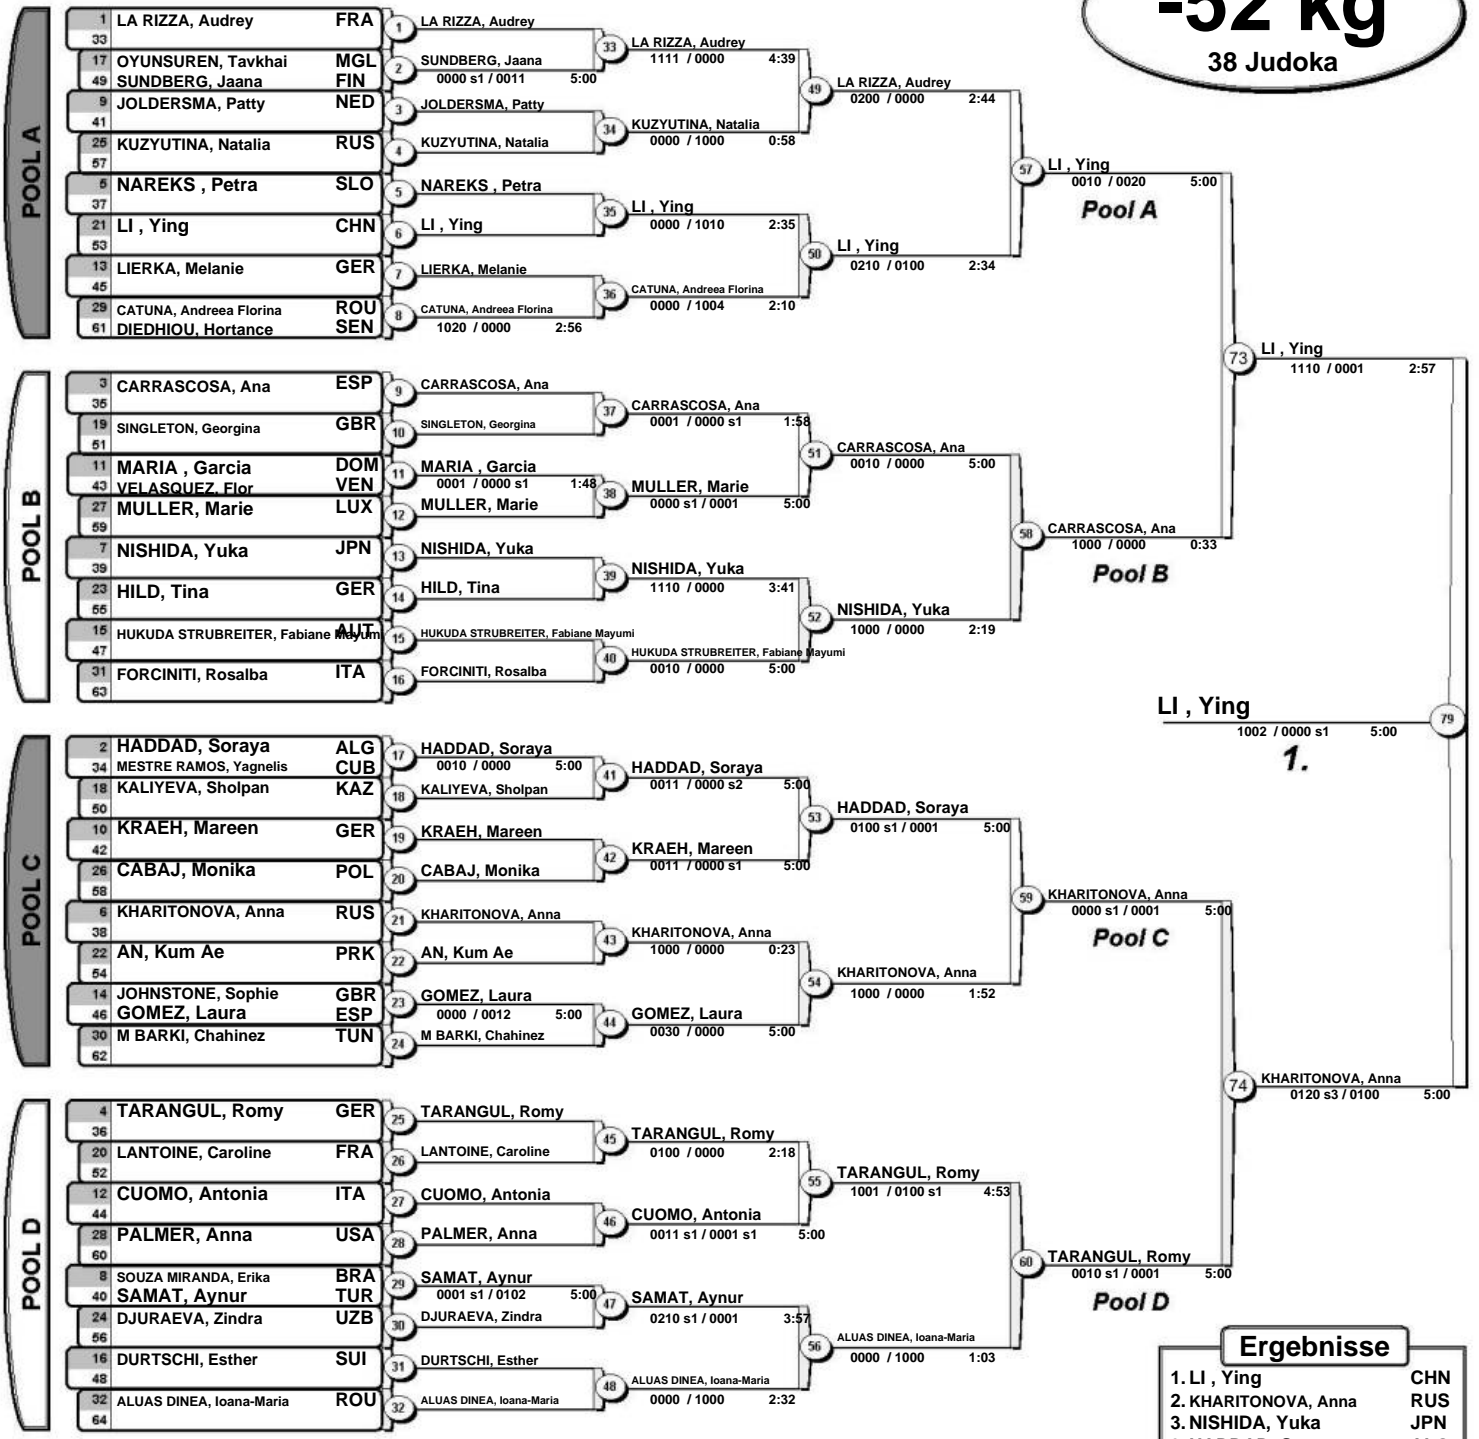 -52 kg
38 Judoka
POOL A
1 LA RIZZA, Audrey FRA
33
17 OYUNSUREN, Tavkhai MGL
49 SUNDBERG, Jaana FIN
9 JOLDERSMA, Patty NED
41
25 KUZYUTINA, Natalia RUS
57
5 NAREKS , Petra SLO
37
21 LI , Ying CHN
53
13 LIERKA, Melanie GER
45
29 CATUNA, Andreea Florina ROU
61 DIEDHIOU, Hortance SEN
1 LA RIZZA, Audrey
2 SUNDBERG, Jaana
0000 s1 / 0011 5:00
3 JOLDERSMA, Patty
4 KUZYUTINA, Natalia
5 NAREKS , Petra
6 LI , Ying
7 LIERKA, Melanie
8 CATUNA, Andreea Florina
1020 / 0000 2:56
33 LA RIZZA, Audrey
1111 / 0000 4:39
34 KUZYUTINA, Natalia
0000 / 1000 0:58
35 LI , Ying
0000 / 1010 2:35
36 CATUNA, Andreea Florina
0000 / 1004 2:10
49 LA RIZZA, Audrey
0200 / 0000 2:44
50 LI , Ying
0210 / 0100 2:34
57 LI , Ying
0010 / 0020 5:00
Pool A
POOL B
3 CARRASCOSA, Ana ESP
35
19 SINGLETON, Georgina GBR
51
11 MARIA , Garcia DOM
43 VELASQUEZ, Flor VEN
27 MULLER, Marie LUX
59
7 NISHIDA, Yuka JPN
39
23 HILD, Tina GER
55
15 HUKUDA STRUBREITER, Fabiane Mayumi AUT
47
31 FORCINITI, Rosalba ITA
63
9 CARRASCOSA, Ana
10 SINGLETON, Georgina
11 MARIA , Garcia
0001 / 0000 s1 1:48
12 MULLER, Marie
13 NISHIDA, Yuka
14 HILD, Tina
15 HUKUDA STRUBREITER, Fabiane Mayumi
16 FORCINITI, Rosalba
37 CARRASCOSA, Ana
0001 / 0000 s1 1:58
38 MULLER, Marie
0000 s1 / 0001 5:00
39 NISHIDA, Yuka
1110 / 0000 3:41
40 HUKUDA STRUBREITER, Fabiane Mayumi
0010 / 0000 5:00
51 CARRASCOSA, Ana
0010 / 0000 5:00
52 NISHIDA, Yuka
1000 / 0000 2:19
58 CARRASCOSA, Ana
1000 / 0000 0:33
Pool B
73 LI , Ying
1110 / 0001 2:57
LI , Ying 79
1002 / 0000 s1 5:00
1.
POOL C
2 HADDAD, Soraya ALG
34 MESTRE RAMOS, Yagnelis CUB
18 KALIYEVA, Sholpan KAZ
50
10 KRAEH, Mareen GER
42
26 CABAJ, Monika POL
58
6 KHARITONOVA, Anna RUS
38
22 AN, Kum Ae PRK
54
14 JOHNSTONE, Sophie GBR
46 GOMEZ, Laura ESP
30 M BARKI, Chahinez TUN
62
17 HADDAD, Soraya
0010 / 0000 5:00
18 KALIYEVA, Sholpan
19 KRAEH, Mareen
20 CABAJ, Monika
21 KHARITONOVA, Anna
22 AN, Kum Ae
23 GOMEZ, Laura
0000 / 0012 5:00
24 M BARKI, Chahinez
41 HADDAD, Soraya
0011 / 0000 s2 5:00
42 KRAEH, Mareen
0011 / 0000 s1 5:00
43 KHARITONOVA, Anna
1000 / 0000 0:23
44 GOMEZ, Laura
0030 / 0000 5:00
53 HADDAD, Soraya
0100 s1 / 0001 5:00
54 KHARITONOVA, Anna
1000 / 0000 1:52
59 KHARITONOVA, Anna
0000 s1 / 0001 5:00
Pool C
POOL D
4 TARANGUL, Romy GER
36
20 LANTOINE, Caroline FRA
52
12 CUOMO, Antonia ITA
44
28 PALMER, Anna USA
60
8 SOUZA MIRANDA, Erika BRA
40 SAMAT, Aynur TUR
24 DJURAEVA, Zindra UZB
56
16 DURTSCHI, Esther SUI
48
32 ALUAS DINEA, Ioana-Maria ROU
64
25 TARANGUL, Romy
26 LANTOINE, Caroline
27 CUOMO, Antonia
28 PALMER, Anna
29 SAMAT, Aynur
0001 s1 / 0102 5:00
30 DJURAEVA, Zindra
31 DURTSCHI, Esther
32 ALUAS DINEA, Ioana-Maria
45 TARANGUL, Romy
0100 / 0000 2:18
46 CUOMO, Antonia
0011 s1 / 0001 s1 5:00
47 SAMAT, Aynur
0210 s1 / 0001 3:57
48 ALUAS DINEA, Ioana-Maria
0000 / 1000 2:32
55 TARANGUL, Romy
1001 / 0100 s1 4:53
56 ALUAS DINEA, Ioana-Maria
0000 / 1000 1:03
60 TARANGUL, Romy
0010 s1 / 0001 5:00
Pool D
74 KHARITONOVA, Anna
0120 s3 / 0100 5:00
Ergebnisse
1. LI , Ying CHN
2. KHARITONOVA, Anna RUS
3. NISHIDA, Yuka JPN